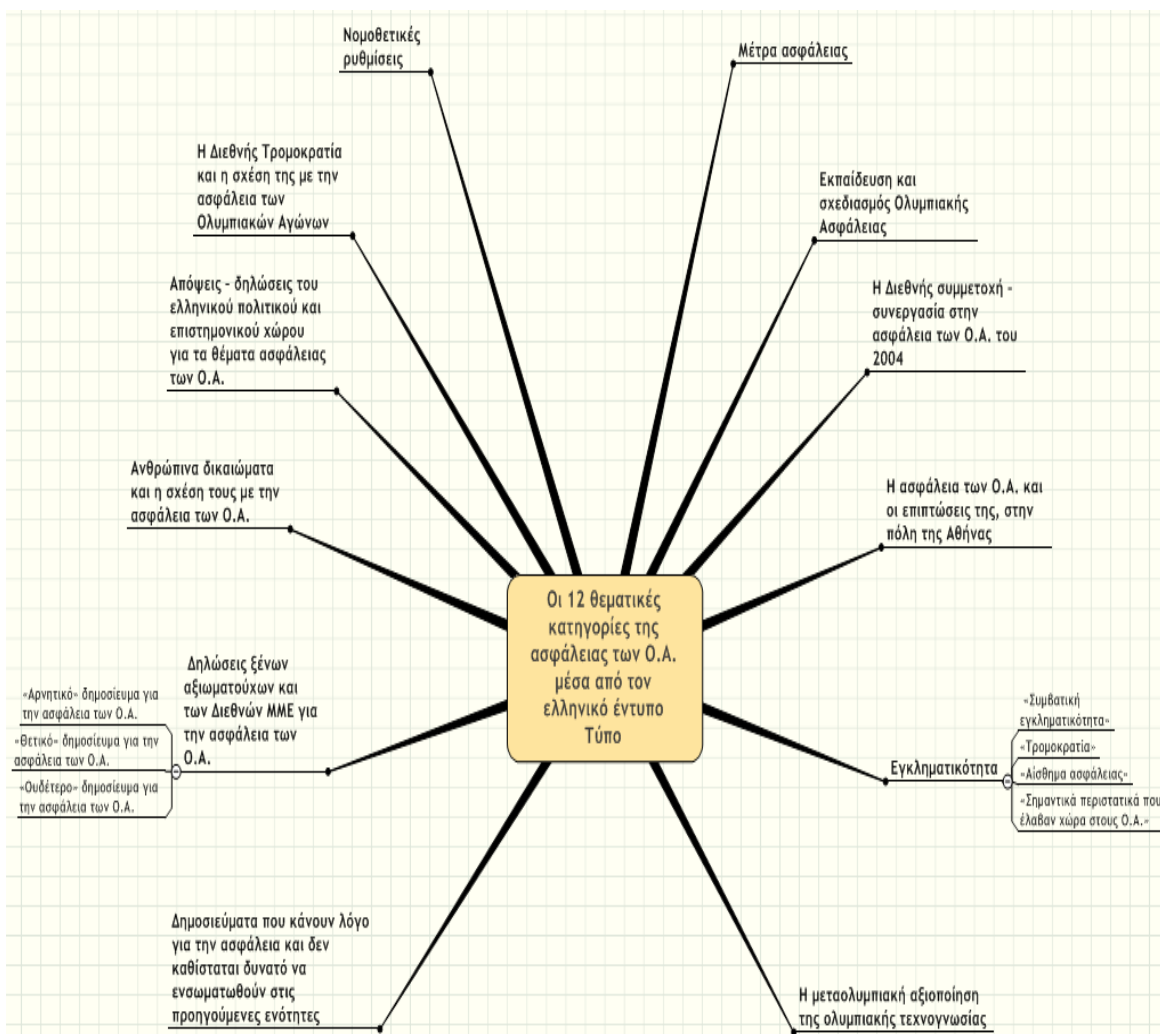 Νομοθετικές
ρυθμίσεις
Μέτρα ασφάλειας
Η Διεθνής Τρομοκρατία
και η σχέση της με την
ασφάλεια των
Ολυμπιακών Αγώνων
Εκπαίδευση και
σχεδιασμός Ολυμπιακής
Ασφάλειας
Απόψεις - δηλώσεις του
ελληνικού πολιτικού και
επιστημονικού χώρου
για τα θέματα ασφάλειας
των Ο.Α.
Η Διεθνής συμμετοχή -
συνεργασία στην
ασφάλεια των Ο.Α. του
2004
Ανθρώπινα δικαιώματα
και η σχέση τους με την
ασφάλεια των Ο.Α.
Η ασφάλεια των Ο.Α. και
οι επιπτώσεις της, στην
πόλη της Αθήνας
Οι 12 θεματικές
κατηγορίες της
ασφάλειας των Ο.Α.
μέσα από τον
ελληνικό έντυπο
Τύπο
Δηλώσεις ξένων
αξιωματούχων και
των Διεθνών ΜΜΕ για
την ασφάλεια των
Ο.Α.
«Αρνητικό» δημοσίευμα για
την ασφάλεια των Ο.Α.
«Θετικό» δημοσίευμα για την
ασφάλεια των Ο.Α.
«Ουδέτερο» δημοσίευμα για
την ασφάλεια των Ο.Α.
Εγκληματικότητα
«Συμβατική
εγκληματικότητα»
«Τρομοκρατία»
«Αίσθημα ασφάλειας»
«Σημαντικά περιστατικά που
έλαβαν χώρα στους Ο.Α.»
Δημοσιεύματα που κάνουν λόγο
για την ασφάλεια και δεν
καθίσταται δυνατό να
ενσωματωθούν στις
προηγούμενες ενότητες
Η μεταολυμπιακή αξιοποίηση
της ολυμπιακής τεχνογνωσίας